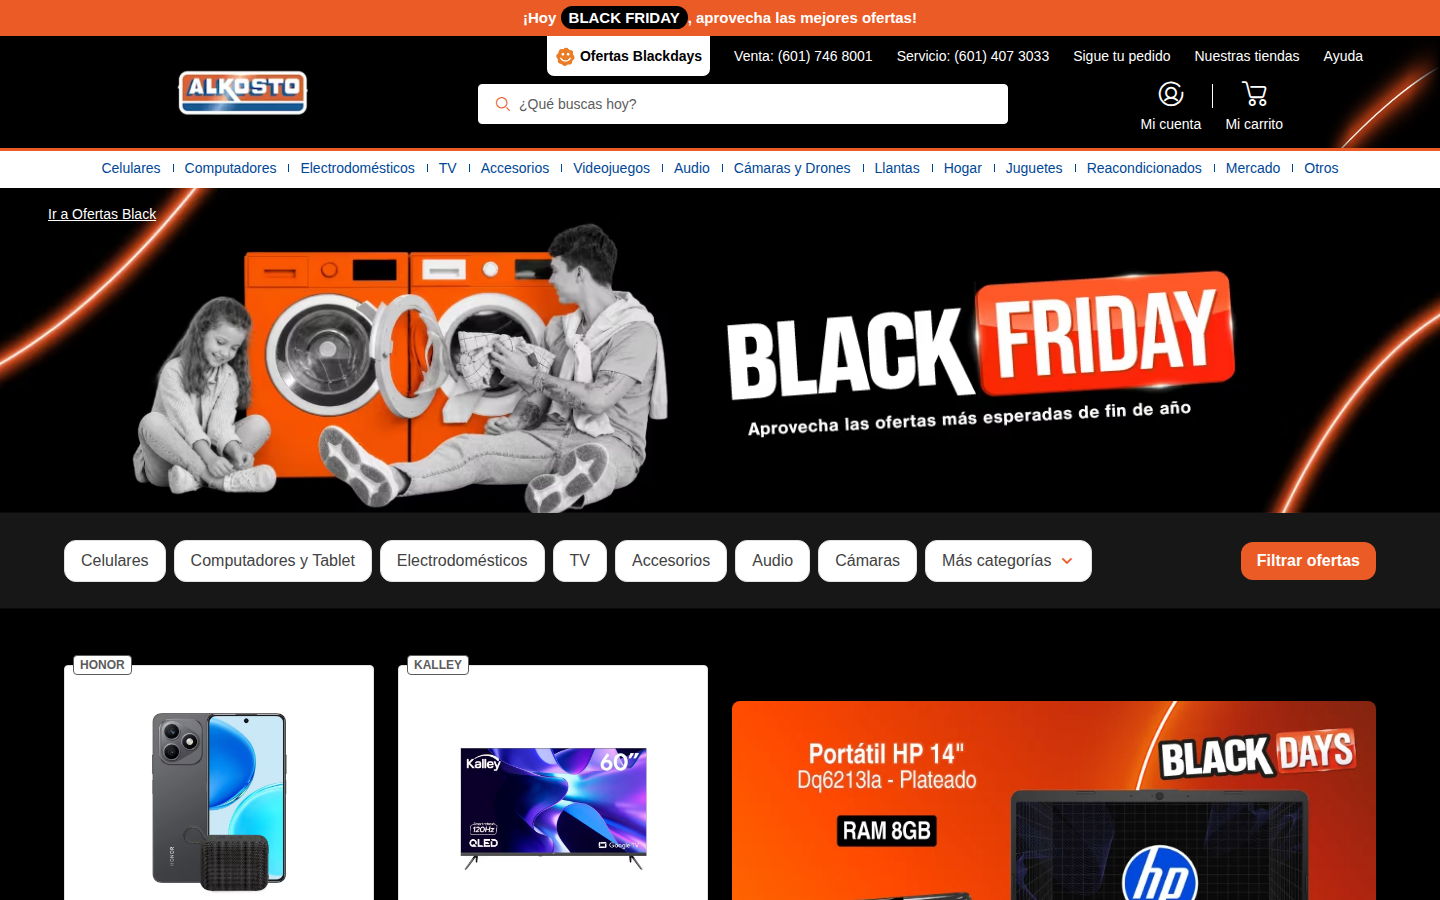 ¡Hoy BLACK FRIDAY, aprovecha las mejores ofertas!
Ofertas Blackdays
Venta: (601) 746 8001
Servicio: (601) 407 3033
Sigue tu pedido
Nuestras tiendas
Ayuda
ALKOSTO
¿Qué buscas hoy?
Mi cuenta
Mi carrito
Celulares
Computadores
Electrodomésticos
TV
Accesorios
Videojuegos
Audio
Cámaras y Drones
Llantas
Hogar
Juguetes
Reacondicionados
Mercado
Otros
Ir a Ofertas Black
BLACK FRIDAY
Aprovecha las ofertas más esperadas de fin de año
Celulares
Computadores y Tablet
Electrodomésticos
TV
Accesorios
Audio
Cámaras
Más categorías
Filtrar ofertas
HONOR
HONOR
KALLEY
Kalley
60”
120Hz
QLED
Google TV
Portátil HP 14"
Dq6213la - Plateado
RAM 8GB
BLACK DAYS
hp